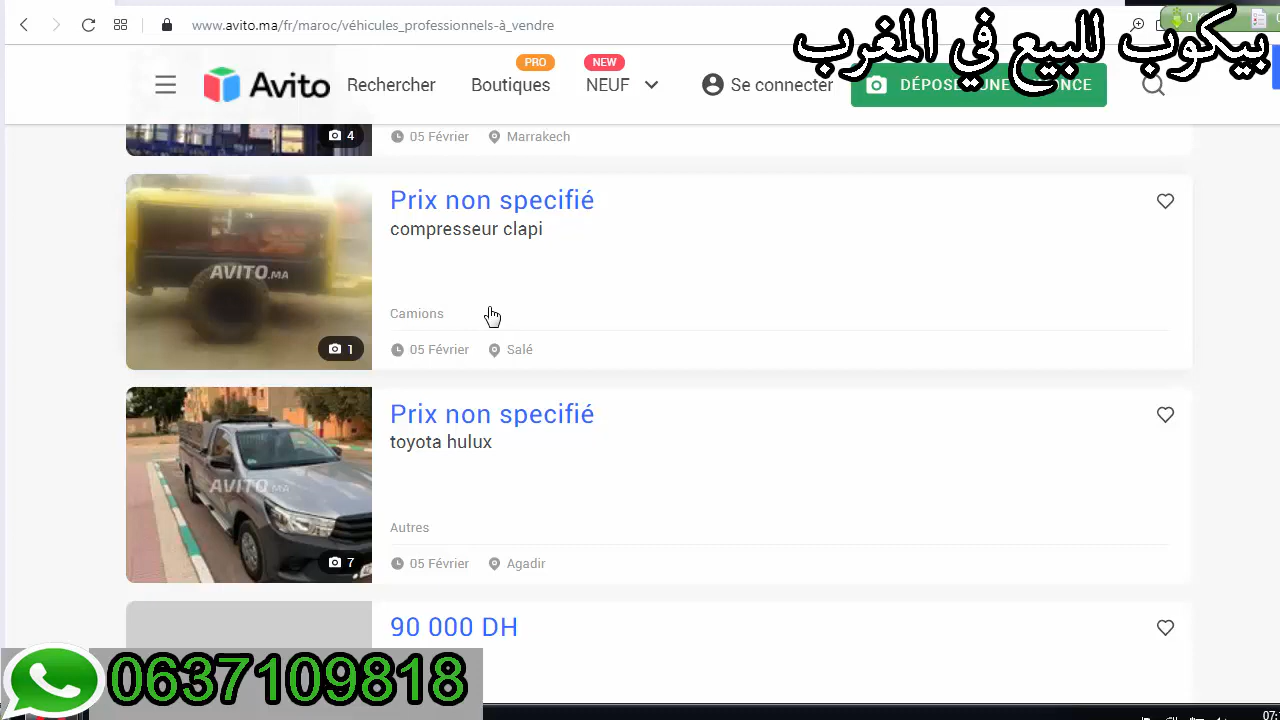 www.avito.ma/fr/maroc/véhicules_professionnels-à_vendre
بيكوب للبيع في المغرب
Avito
Rechercher
PRO
Boutiques
NEW
NEUF
Se connecter
4
05 Février
Marrakech
Prix non specifié
compresseur clapi
AVITO.MA
Camions
1
05 Février
Salé
Prix non specifié
toyota hulux
AVITO.MA
Autres
7
05 Février
Agadir
90 000 DH
0637109818